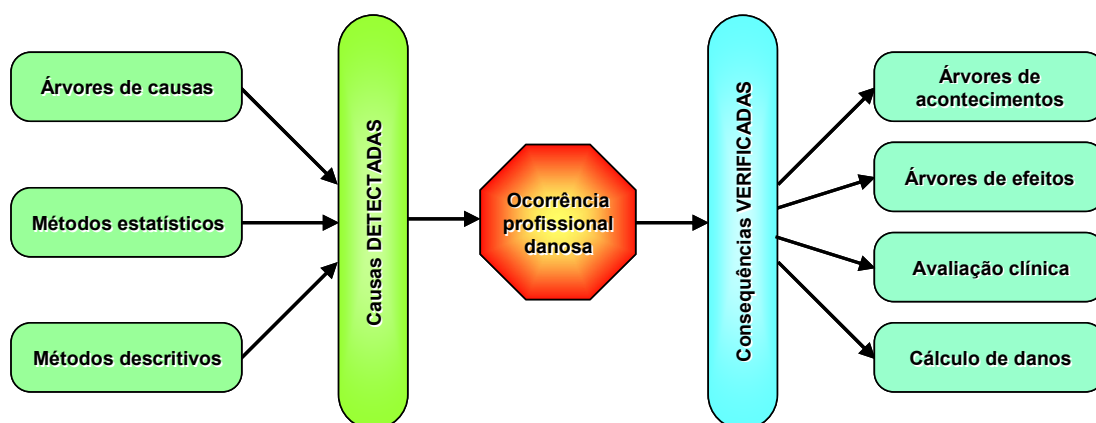 Árvores de causas
Métodos estatísticos
Métodos descritivos
Causas DETECTADAS
Ocorrência
profissional
danosa
Consequências VERIFICADAS
Árvores de
acontecimentos
Árvores de efeitos
Avaliação clínica
Cálculo de danos